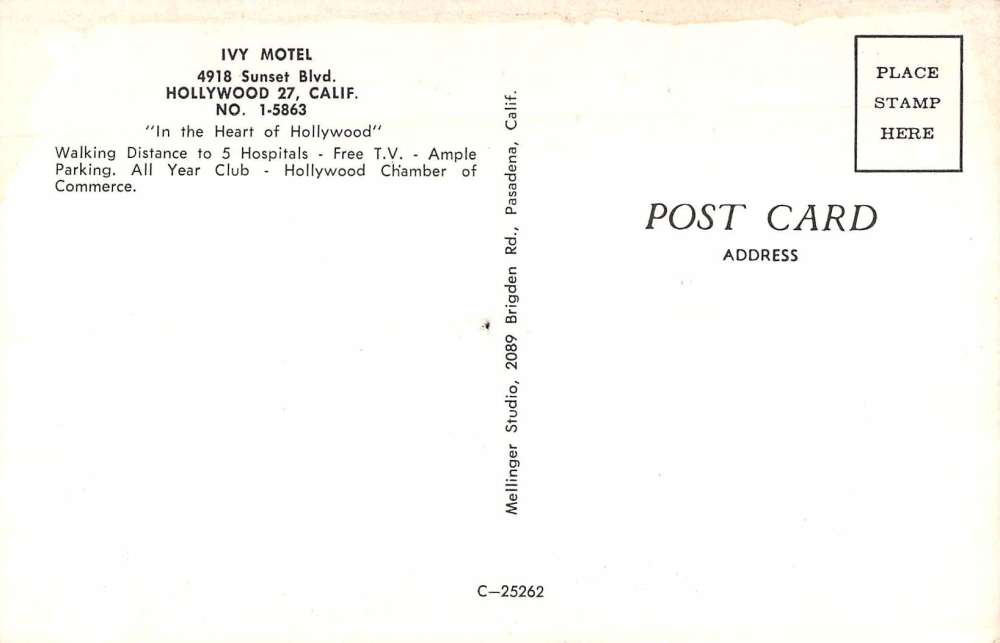 IVY MOTEL
4918 Sunset Blvd.
HOLLYWOOD 27, CALIF.
NO. 1-5863
"In the Heart of Hollywood"
Walking Distance to 5 Hospitals - Free T.V. - Ample
Parking. All Year Club - Hollywood Chamber of
Commerce.
Mellinger Studio, 2089 Brigden Rd., Pasadena, Calif.
PLACE
STAMP
HERE
POST CARD
ADDRESS
C—25262